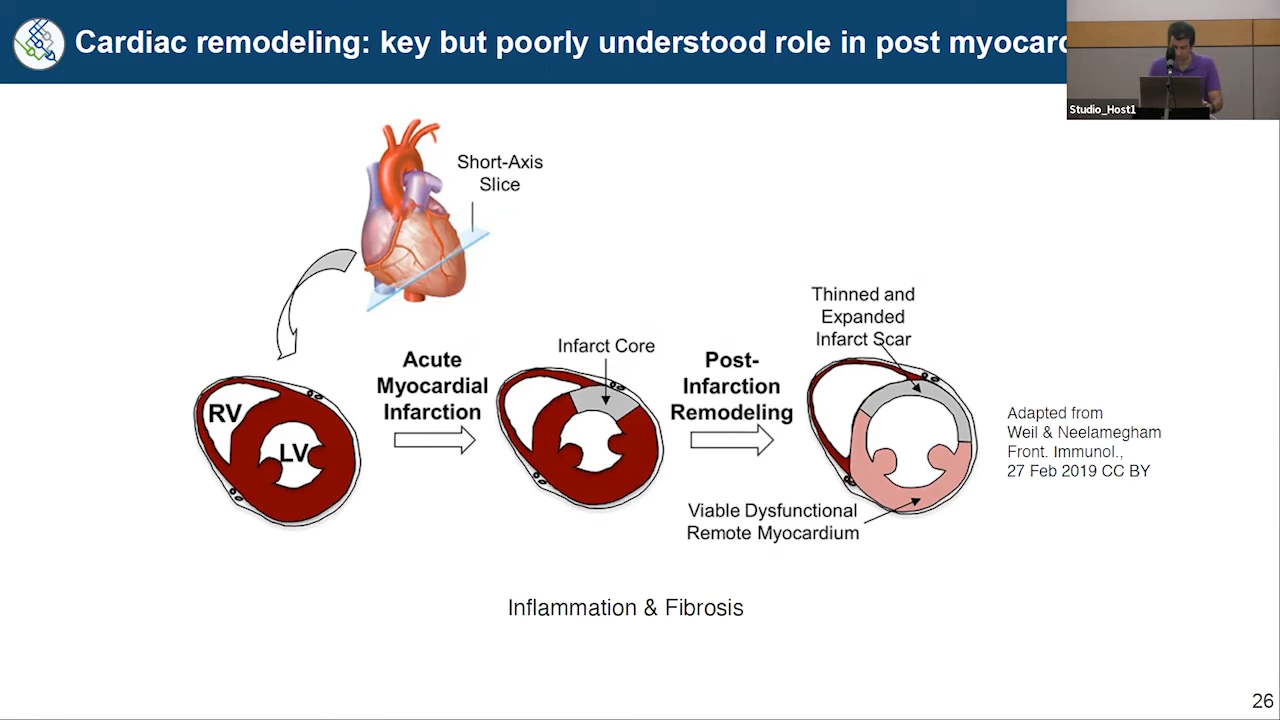 Cardiac remodeling: key but poorly understood role in post
Studio_Host1
Short-Axis
Slice
Thinned and
Expanded
Infarct Scar
Infarct Core
Acute
Myocardial
Infarction
Post-
Infarction
Remodeling
RV
LV
Adapted from
Weil & Neelamegham
Front. Immunol.,
27 Feb 2019 CC BY
Viable Dysfunctional
Remote Myocardium
Inflammation & Fibrosis
26